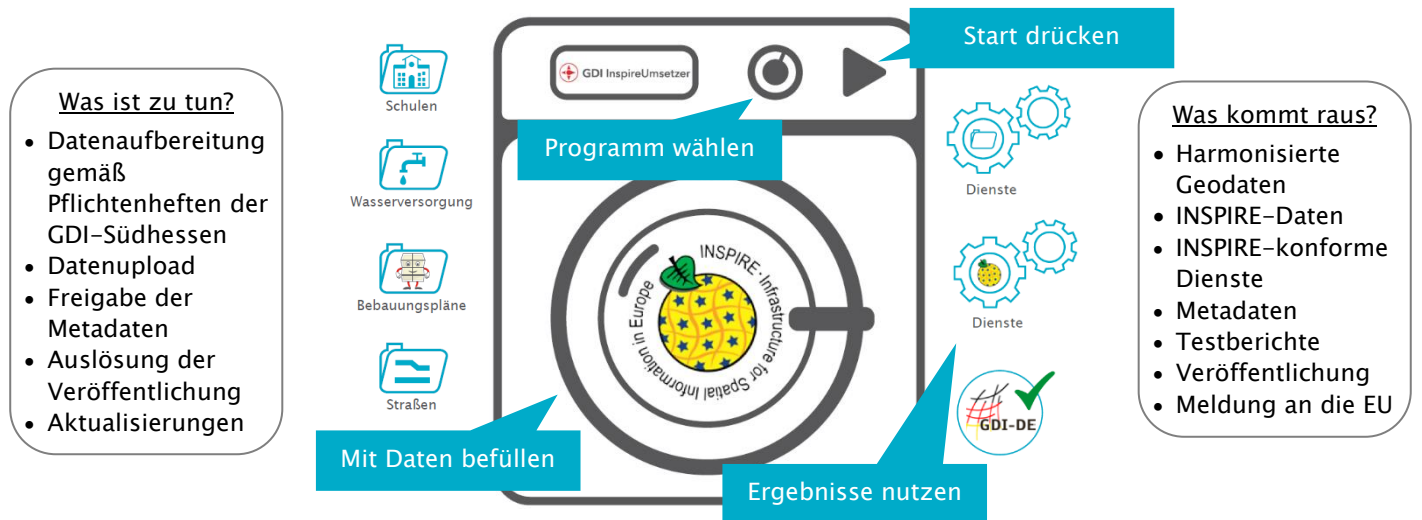 Was ist zu tun?
• Datenaufbereitung
gemäß
Pflichtenheften der
GDI-Südhessen
• Datenupload
• Freigabe der
Metadaten
• Auslösung der
Veröffentlichung
• Aktualisierungen
Schulen
Wasserversorgung
Bebauungspläne
Straßen
GDI InspireUmsetzer
Start drücken
Programm wählen
INSPIRE · Infrastructure for Spatial Information in Europe
Mit Daten befüllen
Ergebnisse nutzen
Dienste
Dienste
GDI-DE
Was kommt raus?
• Harmonisierte
Geodaten
• INSPIRE-Daten
• INSPIRE-konforme
Dienste
• Metadaten
• Testberichte
• Veröffentlichung
• Meldung an die EU